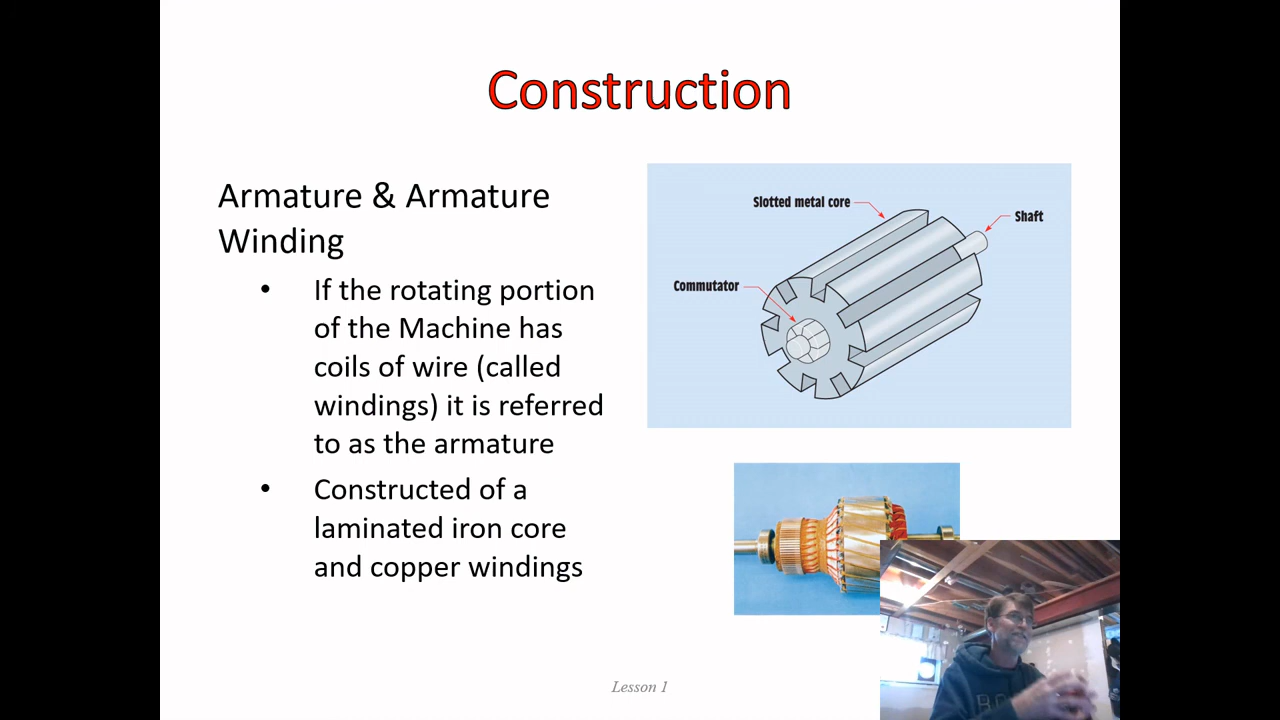 Construction
Armature & Armature
Winding
• If the rotating portion
of the Machine has
coils of wire (called
windings) it is referred
to as the armature
• Constructed of a
laminated iron core
and copper windings
Slotted metal core
Shaft
Commutator
Lesson 1